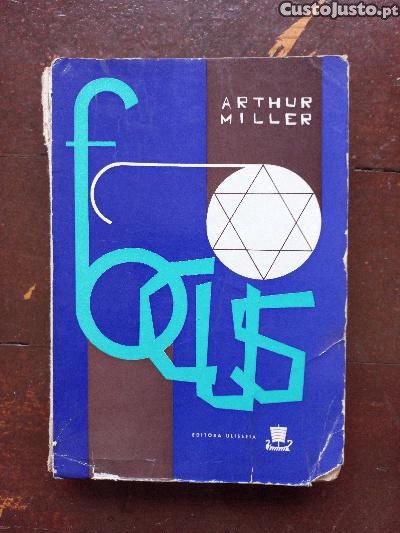 CustoJusto.pt
ARTHUR
MILLER
focus
EDITORA ULISSEIA